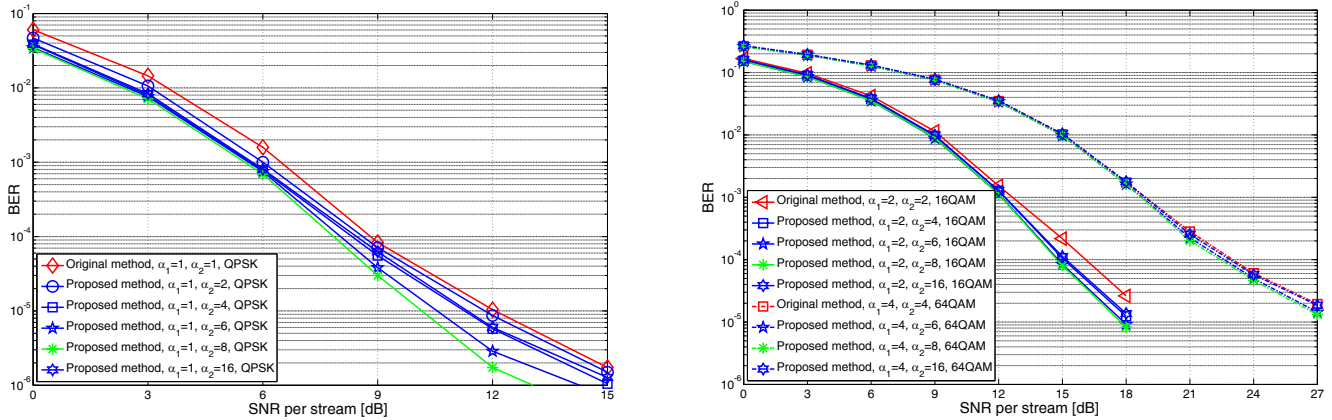 10⁻¹
10⁻²
10⁻³
10⁻⁴
10⁻⁵
10⁻⁶
BER
0 3 6 9 12 15
SNR per stream [dB]
Original method, α₁=1, α₂=1, QPSK
Proposed method, α₁=1, α₂=2, QPSK
Proposed method, α₁=1, α₂=4, QPSK
Proposed method, α₁=1, α₂=6, QPSK
Proposed method, α₁=1, α₂=8, QPSK
Proposed method, α₁=1, α₂=16, QPSK
10⁰
10⁻¹
10⁻²
10⁻³
10⁻⁴
10⁻⁵
10⁻⁶
BER
0 3 6 9 12 15 18 21 24 27
SNR per stream [dB]
Original method, α₁=2, α₂=2, 16QAM
Proposed method, α₁=2, α₂=4, 16QAM
Proposed method, α₁=2, α₂=6, 16QAM
Proposed method, α₁=2, α₂=8, 16QAM
Proposed method, α₁=2, α₂=16, 16QAM
Original method, α₁=4, α₂=4, 64QAM
Proposed method, α₁=4, α₂=6, 64QAM
Proposed method, α₁=4, α₂=8, 64QAM
Proposed method, α₁=4, α₂=16, 64QAM